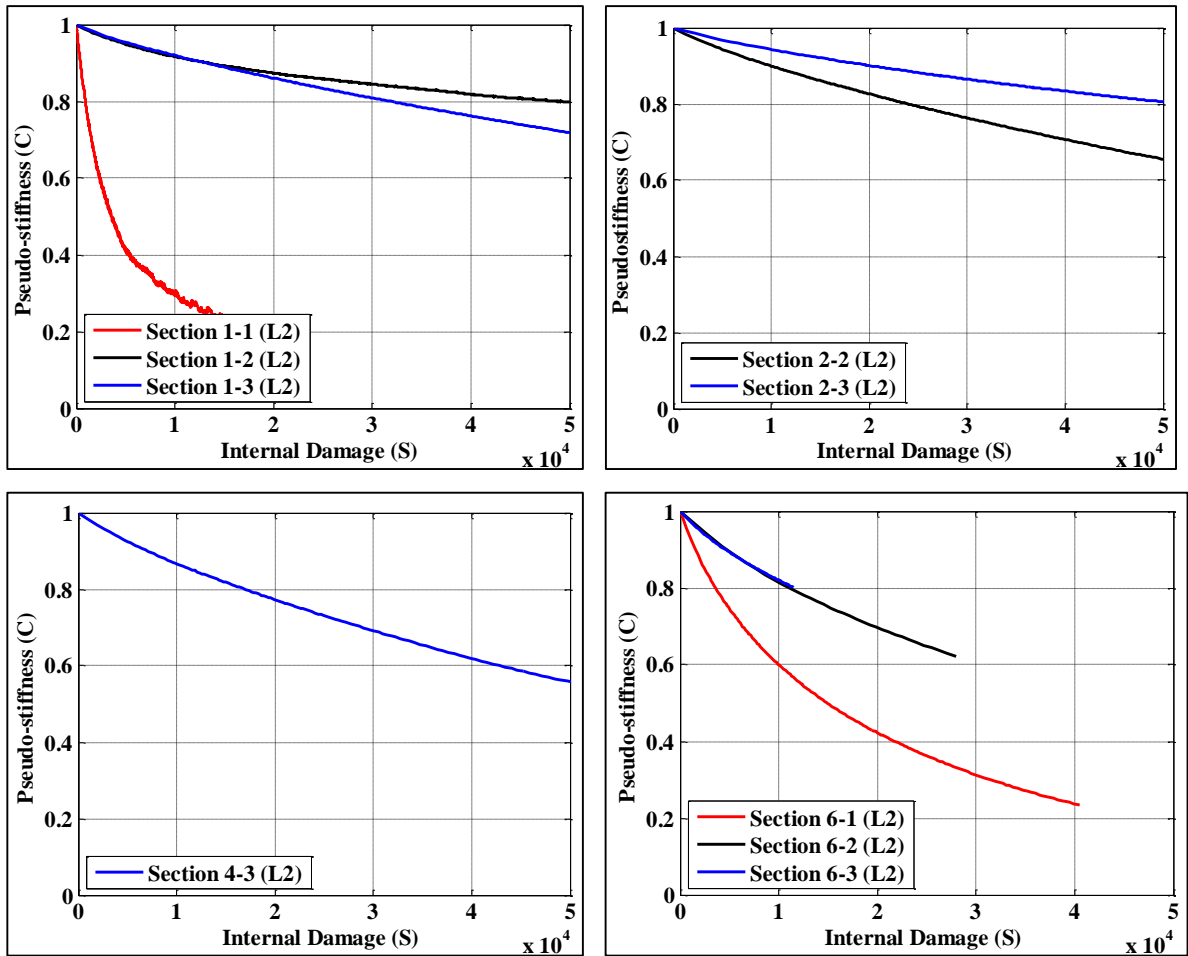 1
0.8
0.6
0.4
0.2
0
Pseudo-stiffness (C)
Section 1-1 (L2)
Section 1-2 (L2)
Section 1-3 (L2)
0 1 2 3 4 5
Internal Damage (S)
x 10^4
1
0.8
0.6
0.4
0.2
0
Pseudostiffness (C)
Section 2-2 (L2)
Section 2-3 (L2)
0 1 2 3 4 5
Internal Damage (S)
x 10^4
1
0.8
0.6
0.4
0.2
0
Pseudo-stiffness (C)
Section 4-3 (L2)
0 1 2 3 4 5
Internal Damage (S)
x 10^4
1
0.8
0.6
0.4
0.2
0
Pseudo-stiffness (C)
Section 6-1 (L2)
Section 6-2 (L2)
Section 6-3 (L2)
0 1 2 3 4 5
Internal Damage (S)
x 10^4